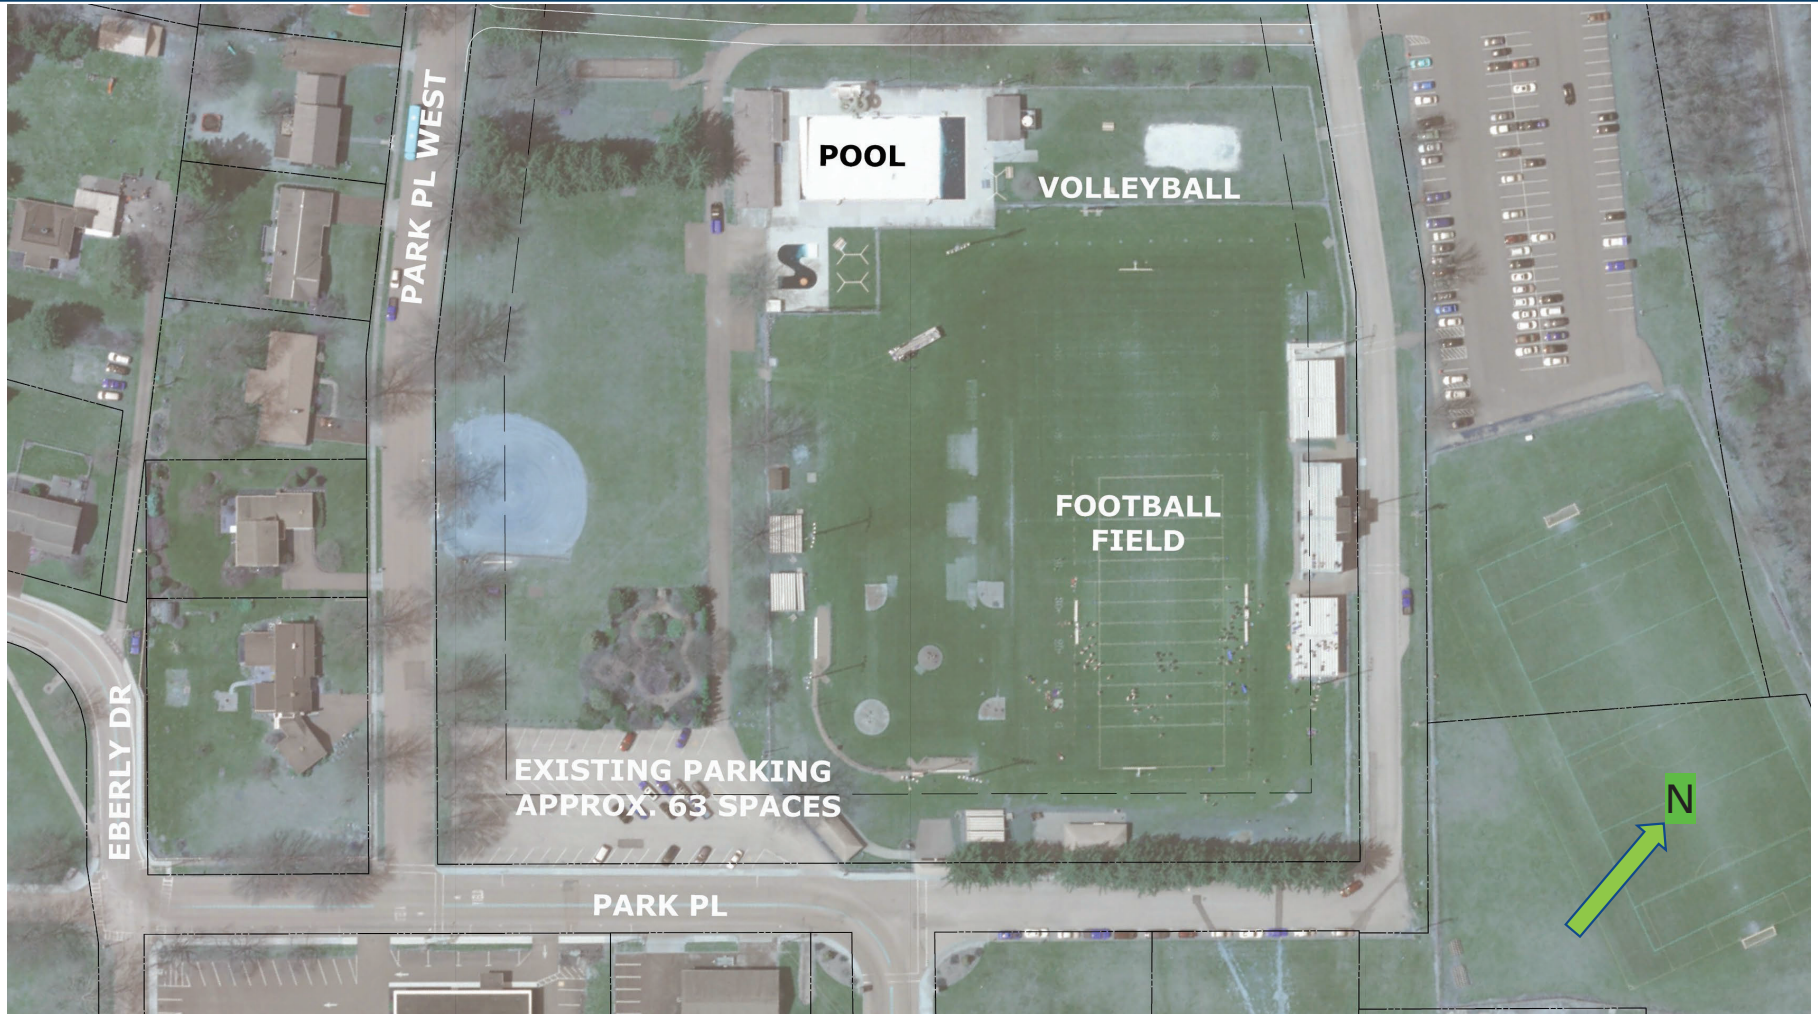 PARK PL WEST
POOL
VOLLEYBALL
FOOTBALL
FIELD
EXISTING PARKING
APPROX. 63 SPACES
EBERLY DR
N
PARK PL